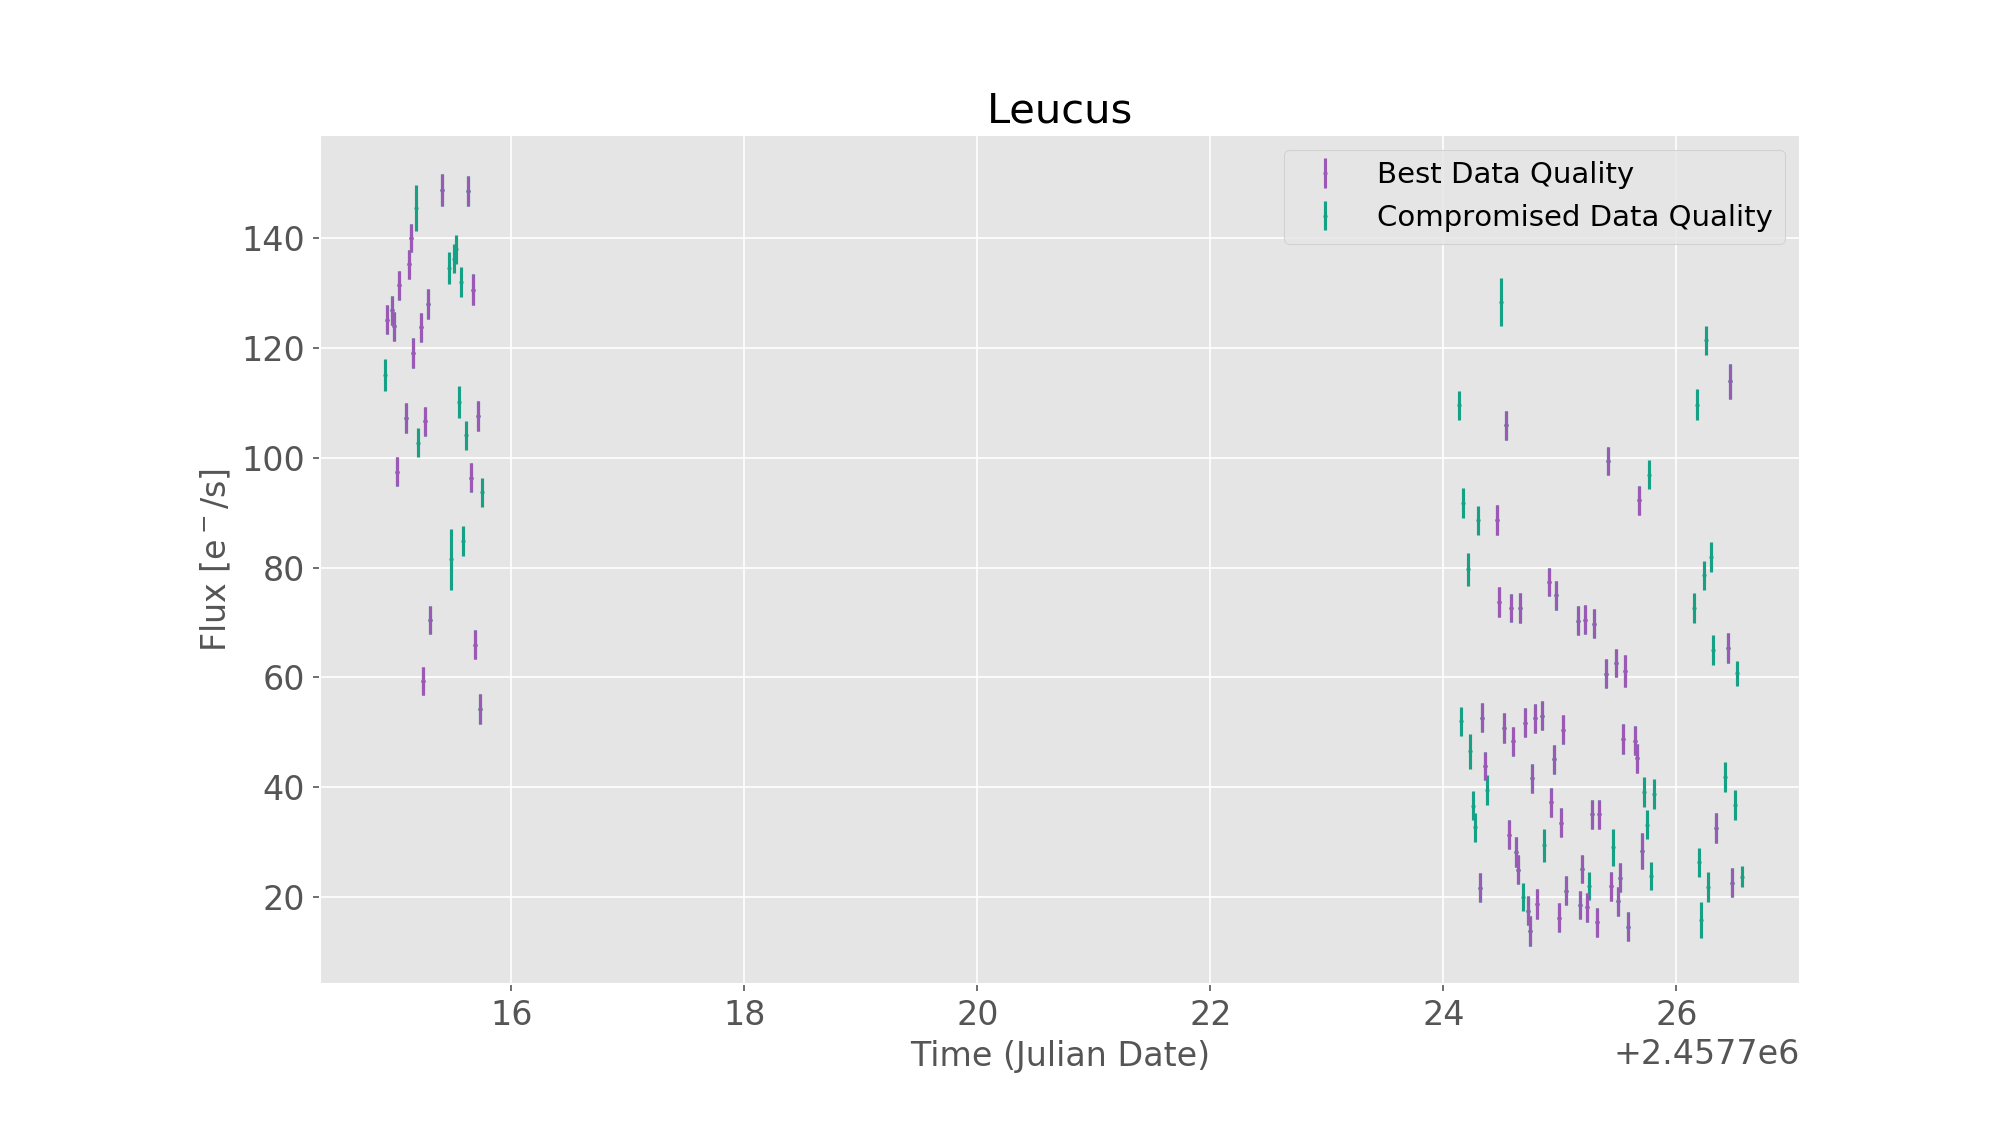 Leucus
Best Data Quality
Compromised Data Quality
140
120
100
80
60
40
20
Flux [e⁻/s]
16 18 20 22 24 26
Time (Julian Date)
+2.4577e6